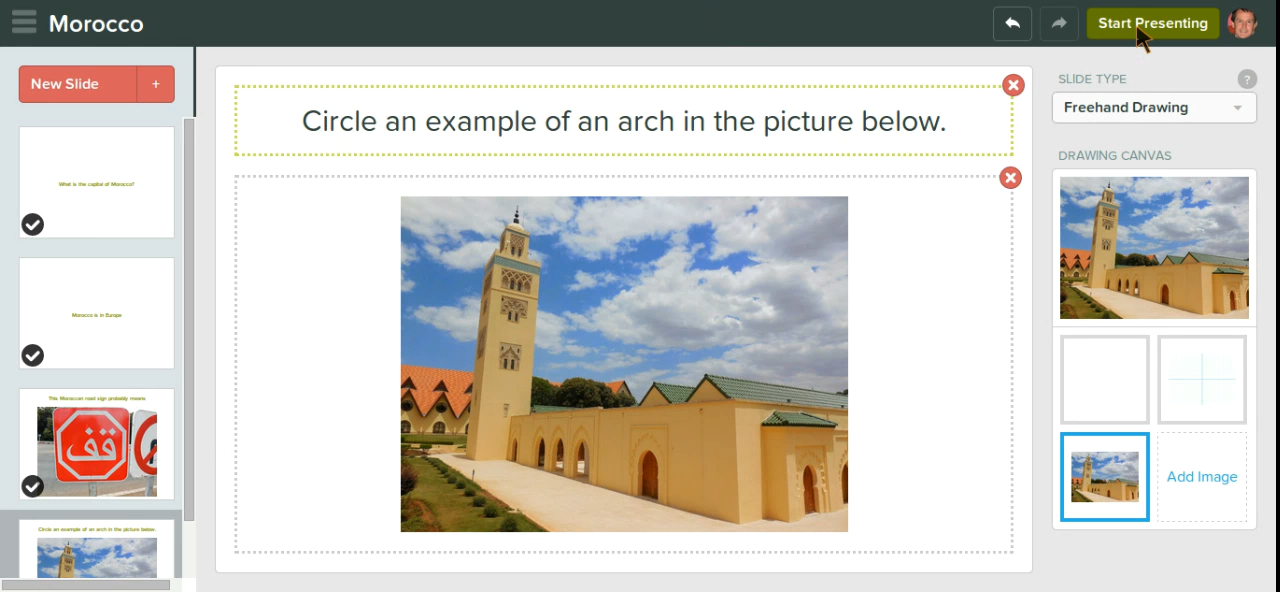 Morocco
Start Presenting
New Slide +
What is the capital of Morocco?
Morocco is in Europe
This Moroccan road sign probably means
قف
Circle an example of an arch in the picture below.
Circle an example of an arch in the picture below.
SLIDE TYPE ?
Freehand Drawing
DRAWING CANVAS
Add Image